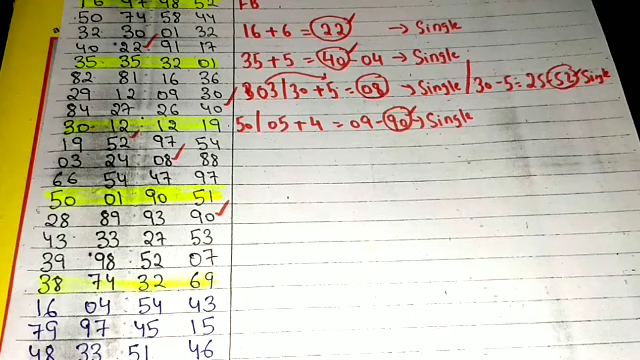 16 97 98 52 FB
50 74 58 44
32 30 01 32 16 + 6 = 22 → Single
40 22 91 17
35 35 32 01 35 + 5 = 40 - 04 → Single
82 81 16 36
29 12 09 30 03/30 + 5 = 08 → Single / 30 - 5 = 25 52 Single
84 27 26 40
30 12 12 19 50/05 + 4 = 09 - 90 → Single
19 52 97 54
03 24 08 88
66 54 47 97
50 01 90 51
28 89 93 90
43 33 27 53
39 98 52 07
38 74 32 69
16 04 54 43
79 97 45 15
48 33 51 46